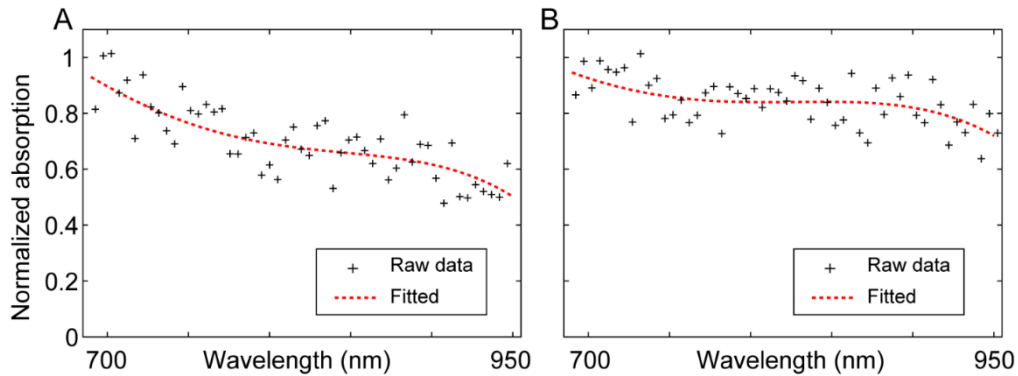 A
B
Normalized absorption
1
0.8
0.6
0.4
0.2
0
Raw data
Fitted
Raw data
Fitted
700
Wavelength (nm)
950
700
Wavelength (nm)
950